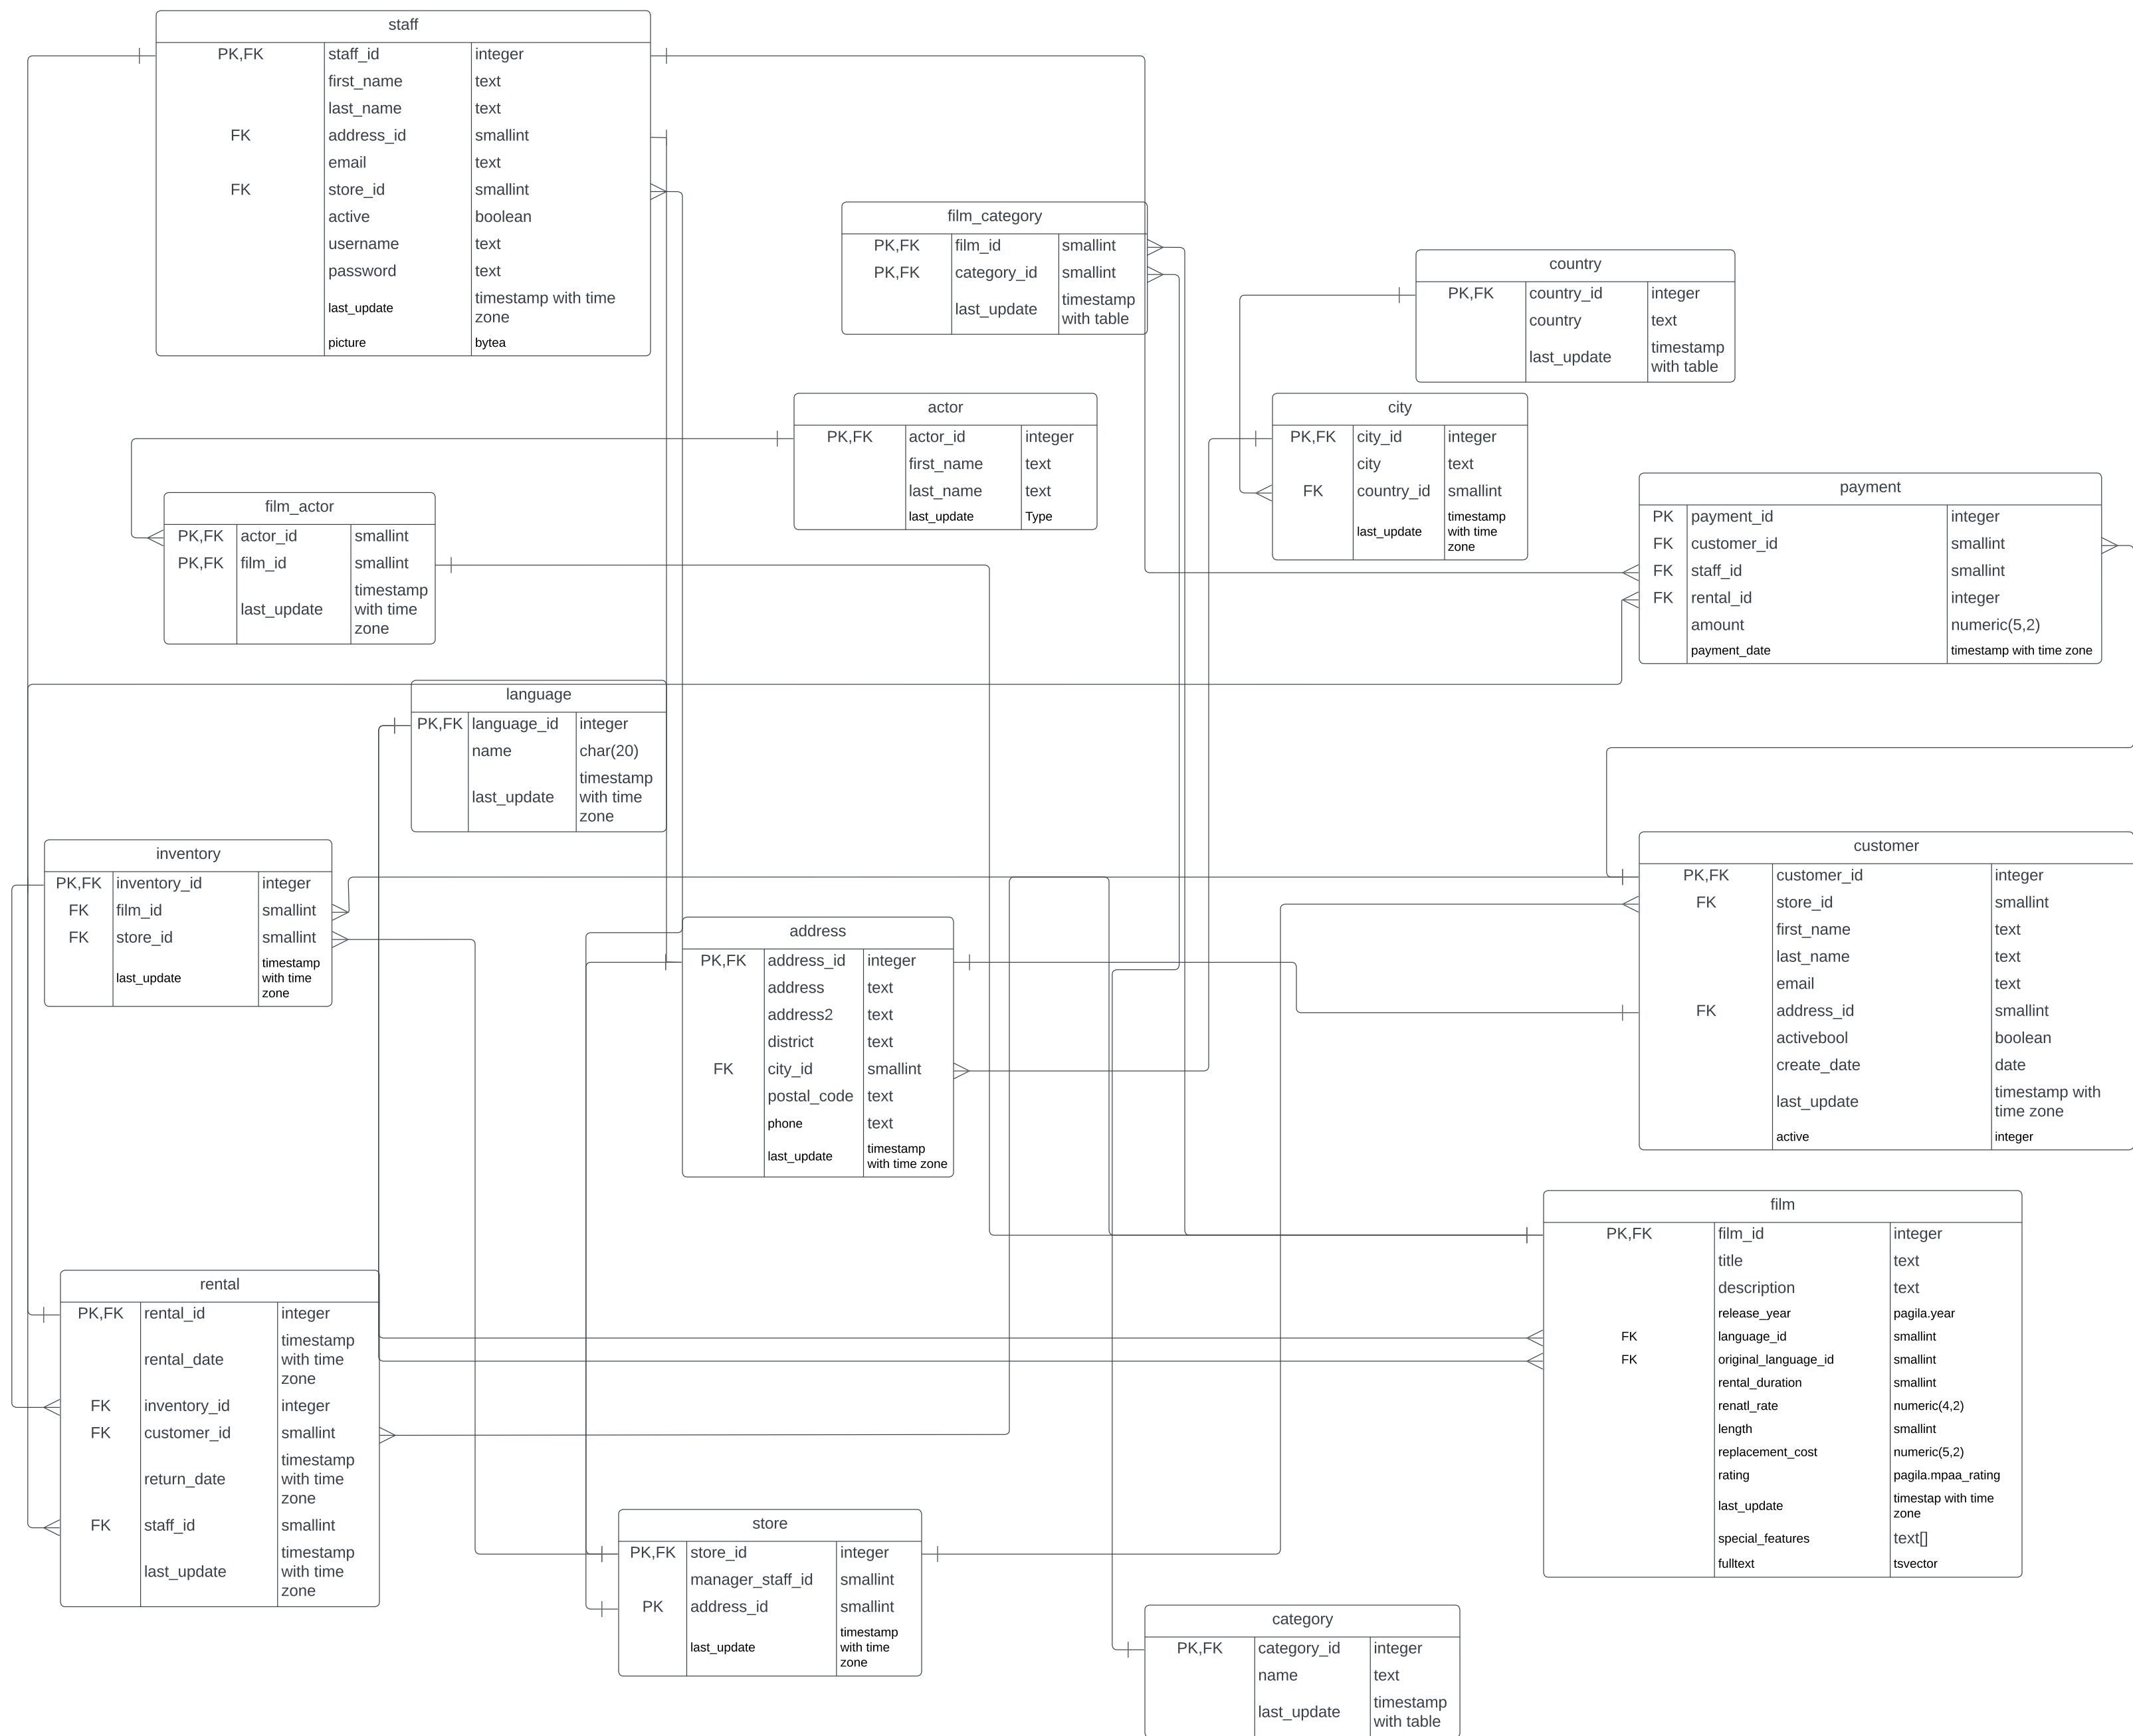 staff
PK,FK staff_id integer
first_name text
last_name text
FK address_id smallint
email text
FK store_id smallint
active boolean
username text
password text
last_update timestamp with time
zone
picture bytea
film_category
PK,FK film_id smallint
PK,FK category_id smallint
last_update timestamp
with table
country
PK,FK country_id integer
country text
last_update timestamp
with table
actor
PK,FK actor_id integer
first_name text
last_name text
last_update Type
city
PK,FK city_id integer
city text
FK country_id smallint
last_update timestamp
with time
zone
payment
PK payment_id integer
FK customer_id smallint
FK staff_id smallint
FK rental_id integer
amount numeric(5,2)
payment_date timestamp with time zone
film_actor
PK,FK actor_id smallint
PK,FK film_id smallint
last_update timestamp
with time
zone
language
PK,FK language_id integer
name char(20)
last_update timestamp
with time
zone
inventory
PK,FK inventory_id integer
FK film_id smallint
FK store_id smallint
last_update timestamp
with time
zone
address
PK,FK address_id integer
address text
address2 text
district text
FK city_id smallint
postal_code text
phone text
last_update timestamp
with time zone
customer
PK,FK customer_id integer
FK store_id smallint
first_name text
last_name text
email text
FK address_id smallint
activebool boolean
create_date date
last_update timestamp with
time zone
active integer
film
PK,FK film_id integer
title text
description text
release_year pagila.year
FK language_id smallint
FK original_language_id smallint
rental_duration smallint
renatl_rate numeric(4,2)
length smallint
replacement_cost numeric(5,2)
rating pagila.mpaa_rating
last_update timestap with time
zone
special_features text[]
fulltext tsvector
rental
PK,FK rental_id integer
rental_date timestamp
with time
zone
FK inventory_id integer
FK customer_id smallint
return_date timestamp
with time
zone
FK staff_id smallint
last_update timestamp
with time
zone
store
PK,FK store_id integer
manager_staff_id smallint
PK address_id smallint
last_update timestamp
with time
zone
category
PK,FK category_id integer
name text
last_update timestamp
with table